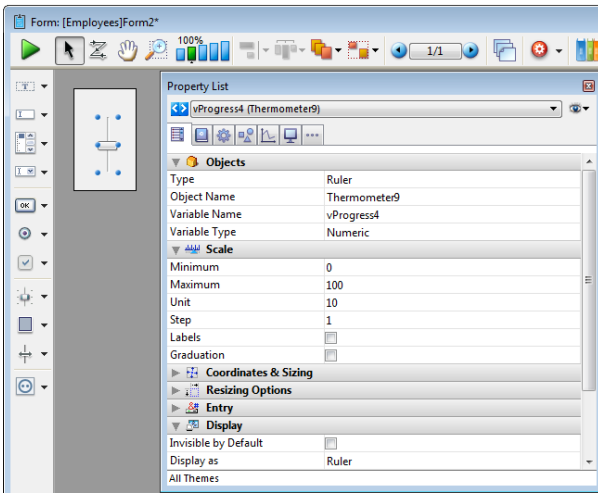 Form: [Employees]Form2*
100%
1/1
Property List
vProgress4 (Thermometer9)
Objects
Type Ruler
Object Name Thermometer9
Variable Name vProgress4
Variable Type Numeric
Scale
Minimum 0
Maximum 100
Unit 10
Step 1
Labels
Graduation
Coordinates & Sizing
Resizing Options
Entry
Display
Invisible by Default
Display as Ruler
All Themes
OK